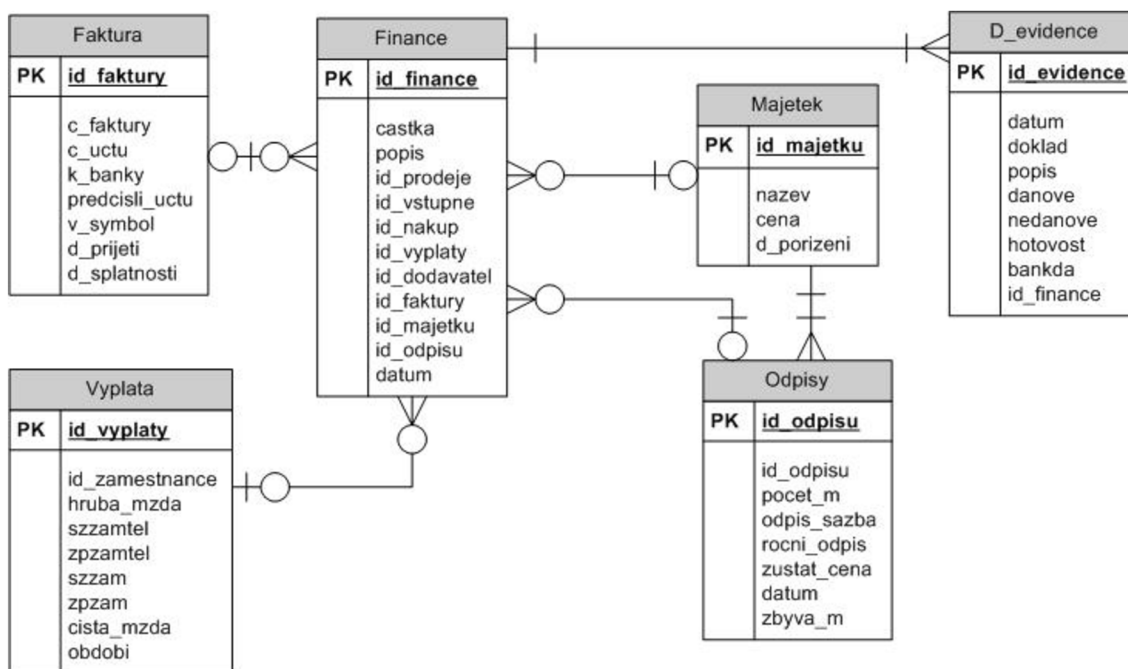 Faktura
PK id_faktury
c_faktury
c_uctu
k_banky
predcisli_uctu
v_symbol
d_prijeti
d_splatnosti
Finance
PK id_finance
castka
popis
id_prodeje
id_vstupne
id_nakup
id_vyplaty
id_dodavatel
id_faktury
id_majetku
id_odpisu
datum
D_evidence
PK id_evidence
datum
doklad
popis
danove
nedanove
hotovost
bankda
id_finance
Majetek
PK id_majetku
nazev
cena
d_porizeni
Vyplata
PK id_vyplaty
id_zamestnance
hruba_mzda
szzamtel
zpzamtel
szzam
zpzam
cista_mzda
obdobi
Odpisy
PK id_odpisu
id_odpisu
pocet_m
odpis_sazba
rocni_odpis
zustat_cena
datum
zbyva_m